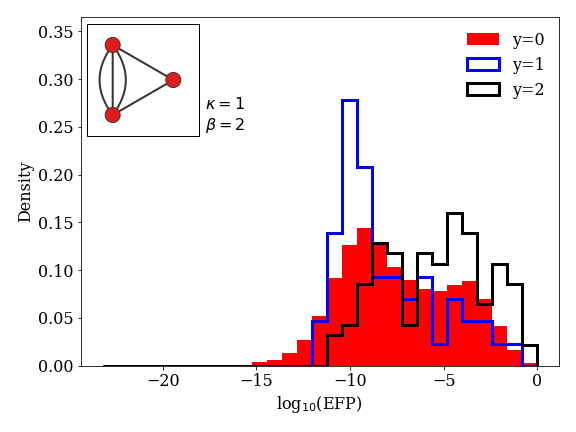 0.35
0.30
0.25
0.20
0.15
0.10
0.05
0.00
Density
κ = 1
β = 2
y=0
y=1
y=2
−20
−15
−10
−5
0
log₁₀(EFP)